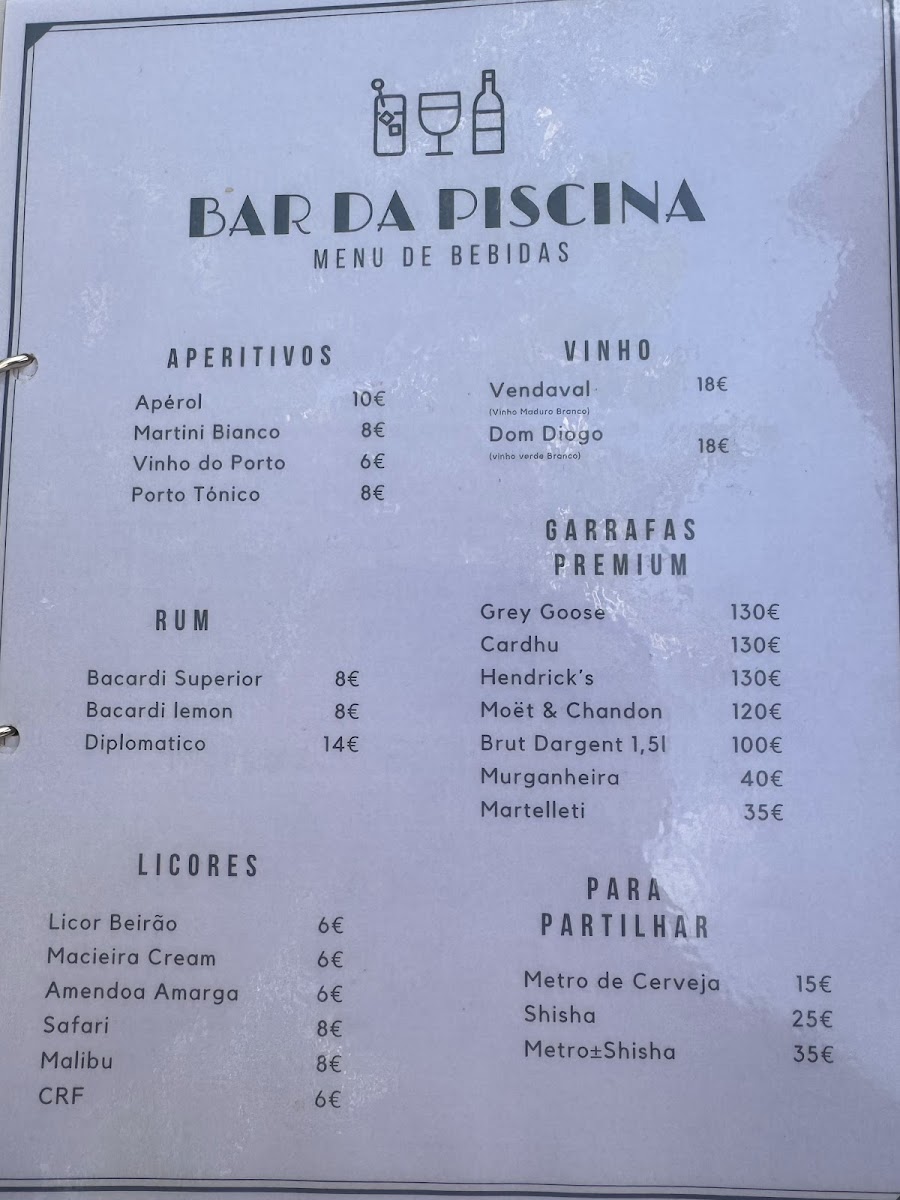 BAR DA PISCINA
MENU DE BEBIDAS
APERITIVOS
Apérol 10€
Martini Bianco 8€
Vinho do Porto 6€
Porto Tónico 8€
RUM
Bacardi Superior 8€
Bacardi lemon 8€
Diplomatico 14€
LICORES
Licor Beirão 6€
Macieira Cream 6€
Amendoa Amarga 6€
Safari 8€
Malibu 8€
CRF 6€
VINHO
Vendaval 18€
(Vinho Maduro Branco)
Dom Diogo 18€
(vinho verde Branco)
GARRAFAS
PREMIUM
Grey Goose 130€
Cardhu 130€
Hendrick's 130€
Moët & Chandon 120€
Brut Dargent 1,5l 100€
Murganheira 40€
Martelleti 35€
PARA
PARTILHAR
Metro de Cerveja 15€
Shisha 25€
Metro±Shisha 35€